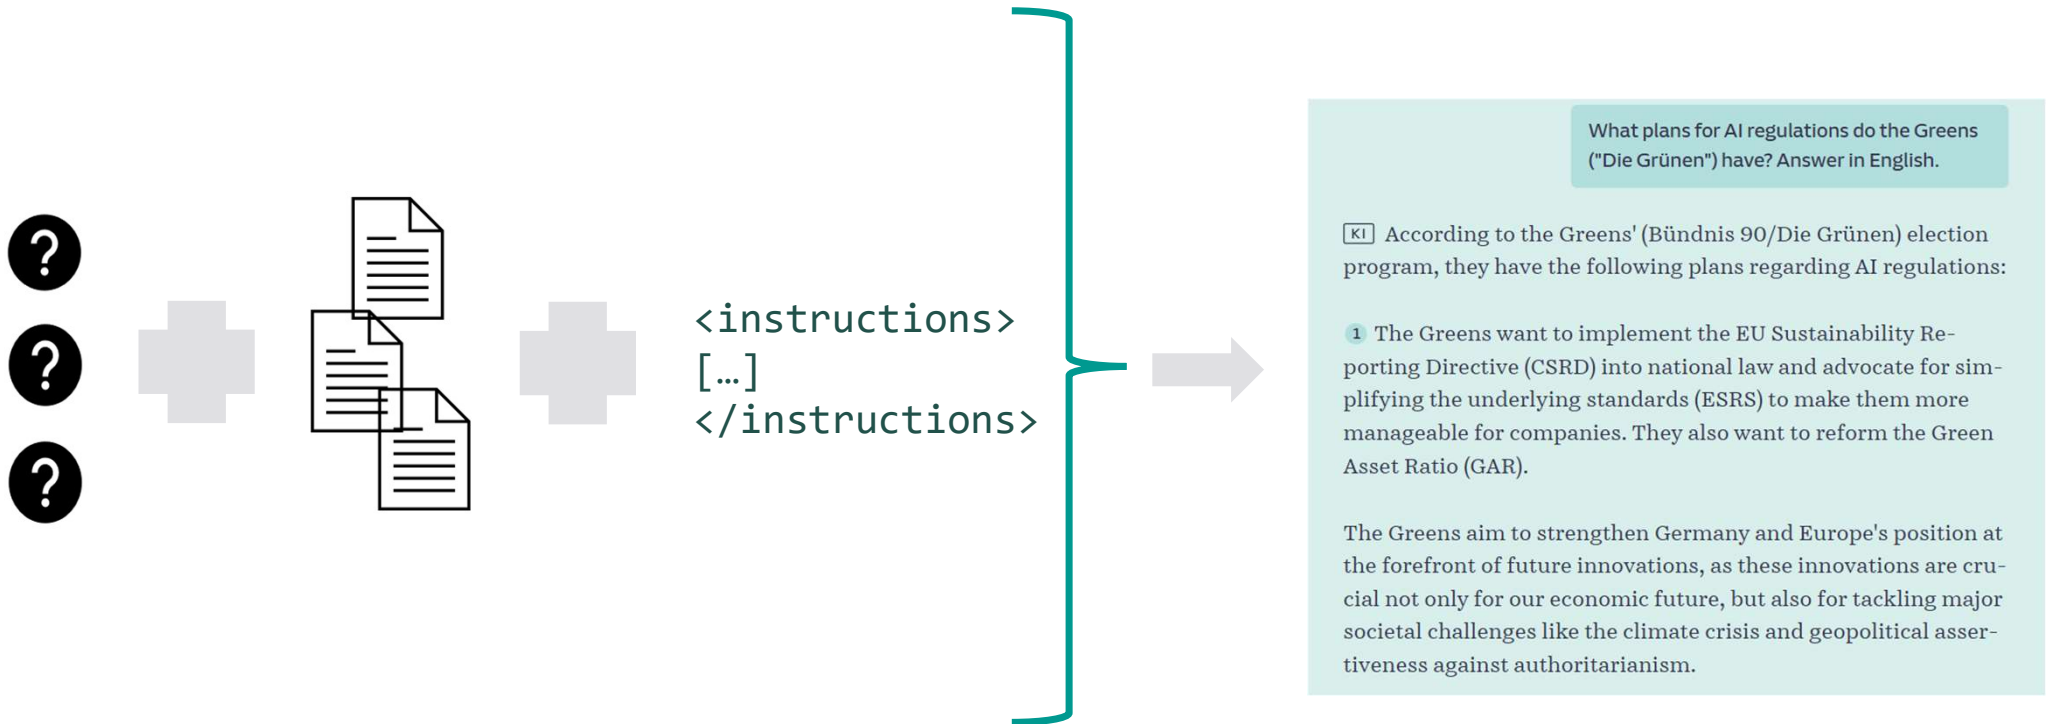 ?
?
?
<instructions>
[…]
</instructions>
What plans for AI regulations do the Greens
("Die Grünen") have? Answer in English.
KI According to the Greens' (Bündnis 90/Die Grünen) election
program, they have the following plans regarding AI regulations:
1 The Greens want to implement the EU Sustainability Re-
porting Directive (CSRD) into national law and advocate for sim-
plifying the underlying standards (ESRS) to make them more
manageable for companies. They also want to reform the Green
Asset Ratio (GAR).
The Greens aim to strengthen Germany and Europe's position at
the forefront of future innovations, as these innovations are cru-
cial not only for our economic future, but also for tackling major
societal challenges like the climate crisis and geopolitical asser-
tiveness against authoritarianism.